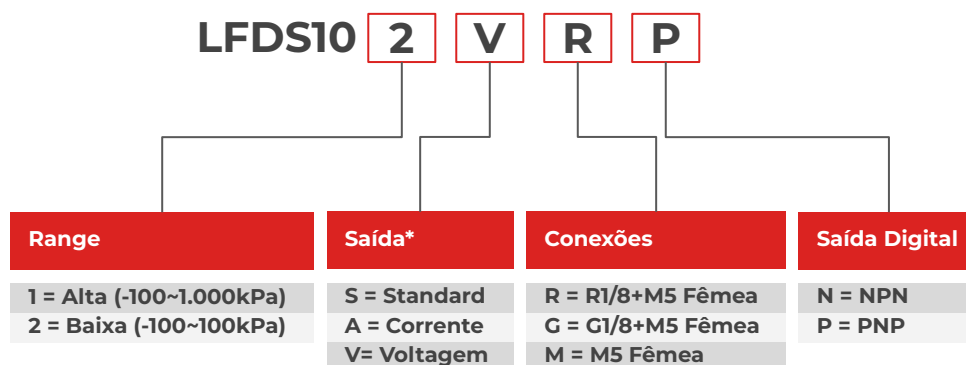 LFDS10 2 V R P
Range Saída* Conexões Saída Digital
1 = Alta (-100~1.000kPa) S = Standard R = R1/8+M5 Fêmea N = NPN
2 = Baixa (-100~100kPa) A = Corrente G = G1/8+M5 Fêmea P = PNP
V= Voltagem M = M5 Fêmea